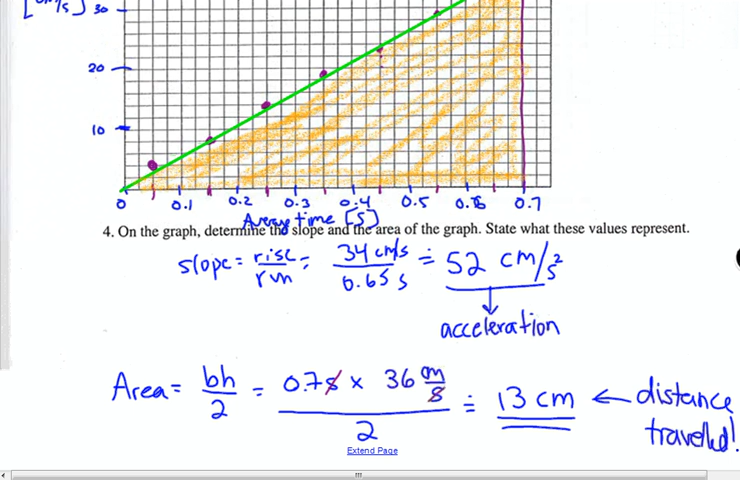 [cm/s] 30
20
10
0 0.1 0.2 0.3 0.4 0.5 0.6 0.7
Average time [s]
4. On the graph, determine the slope and the area of the graph. State what these values represent.
slope = rise/run = 34 cm/s / 0.65 s ≐ 52 cm/s²
acceleration
Area = bh/2 = 0.7s × 36 cm/s / 2 ≐ 13 cm ← distance
travelled!
Extend Page